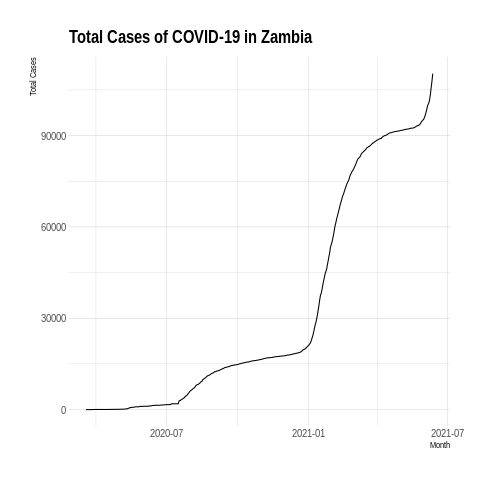 Total Cases of COVID-19 in Zambia
Total Cases
90000
60000
30000
0
2020-07 2021-01 2021-07
Month